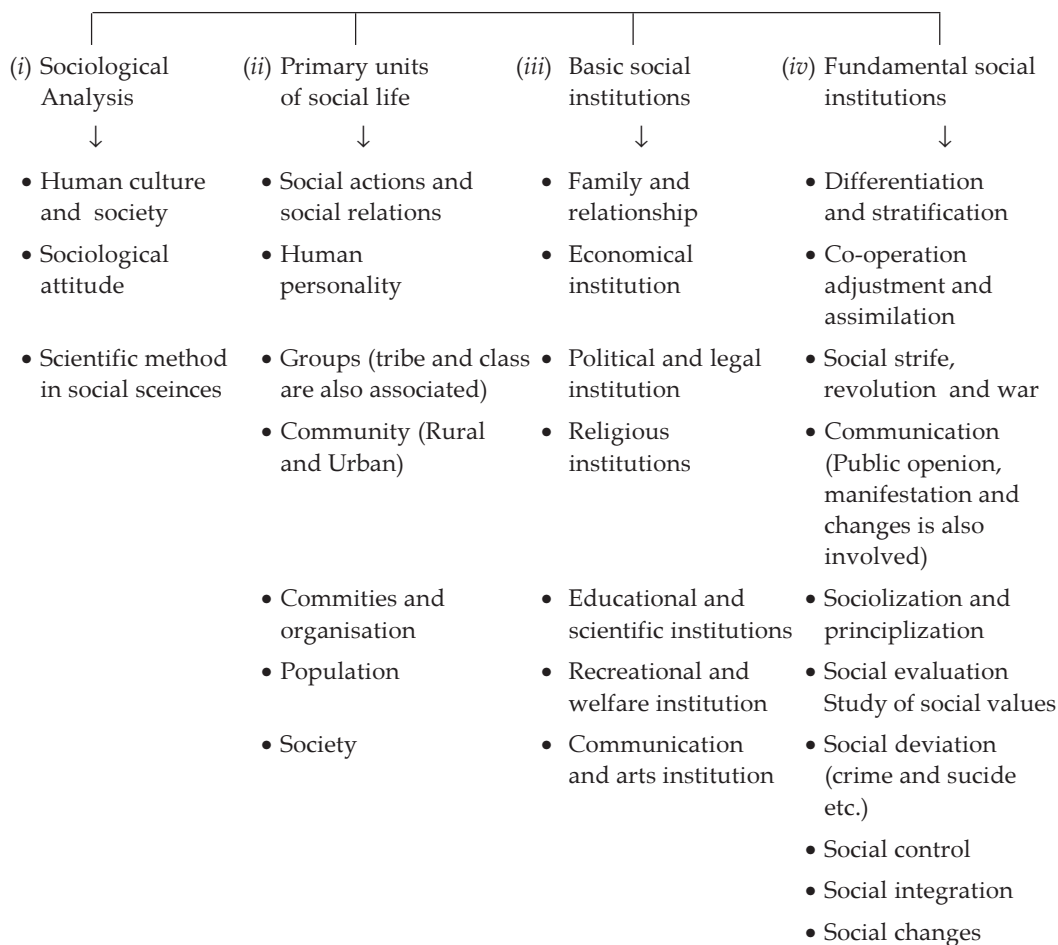 (i) Sociological
Analysis
↓
• Human culture
and society
• Sociological
attitude
• Scientific method
in social sceinces
(ii) Primary units
of social life
↓
• Social actions and
social relations
• Human
personality
• Groups (tribe and class
are also associated)
• Community (Rural
and Urban)
• Commities and
organisation
• Population
• Society
(iii) Basic social
institutions
↓
• Family and
relationship
• Economical
institution
• Political and legal
institution
• Religious
institutions
• Educational and
scientific institutions
• Recreational and
welfare institution
• Communication
and arts institution
(iv) Fundamental social
institutions
↓
• Differentiation
and stratification
• Co-operation
adjustment and
assimilation
• Social strife,
revolution and war
• Communication
(Public openion,
manifestation and
changes is also
involved)
• Sociolization and
principlization
• Social evaluation
Study of social values
• Social deviation
(crime and sucide
etc.)
• Social control
• Social integration
• Social changes